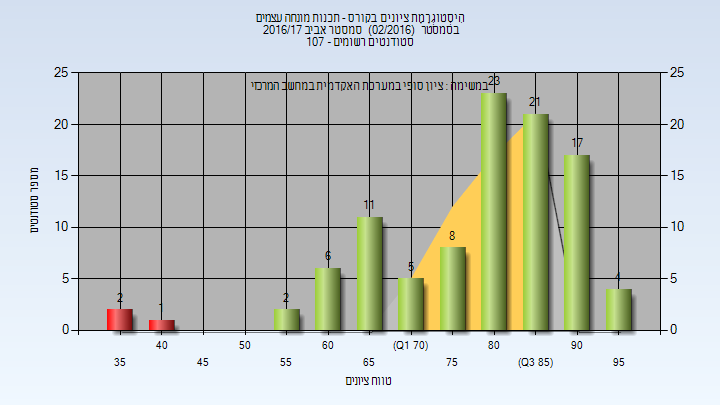 היסטוגרמת ציונים בקורס - תכנות מונחה עצמים
בסמסטר (02/2016) סמסטר אביב 2016/17
סטודנטים רשומים - 107
במשימה : ציון סופי במערכת האקדמית במחשב המרכזי
מספר סטודנטים
25 25
20 20
15 15
10 10
5 5
0 0
2 1 2 6 11 5 8 23 21 17 4
40 50 60 (Q1 70) 80 90
35 45 55 65 75 (Q3 85) 95
טווח ציונים